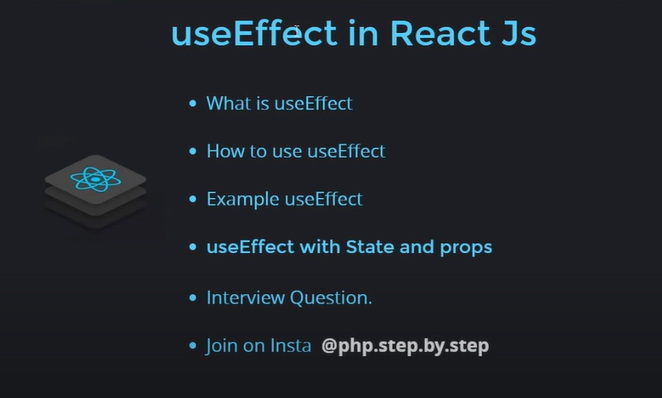 useEffect in React Js
• What is useEffect
• How to use useEffect
• Example useEffect
• useEffect with State and props
• Interview Question.
• Join on Insta @php.step.by.step